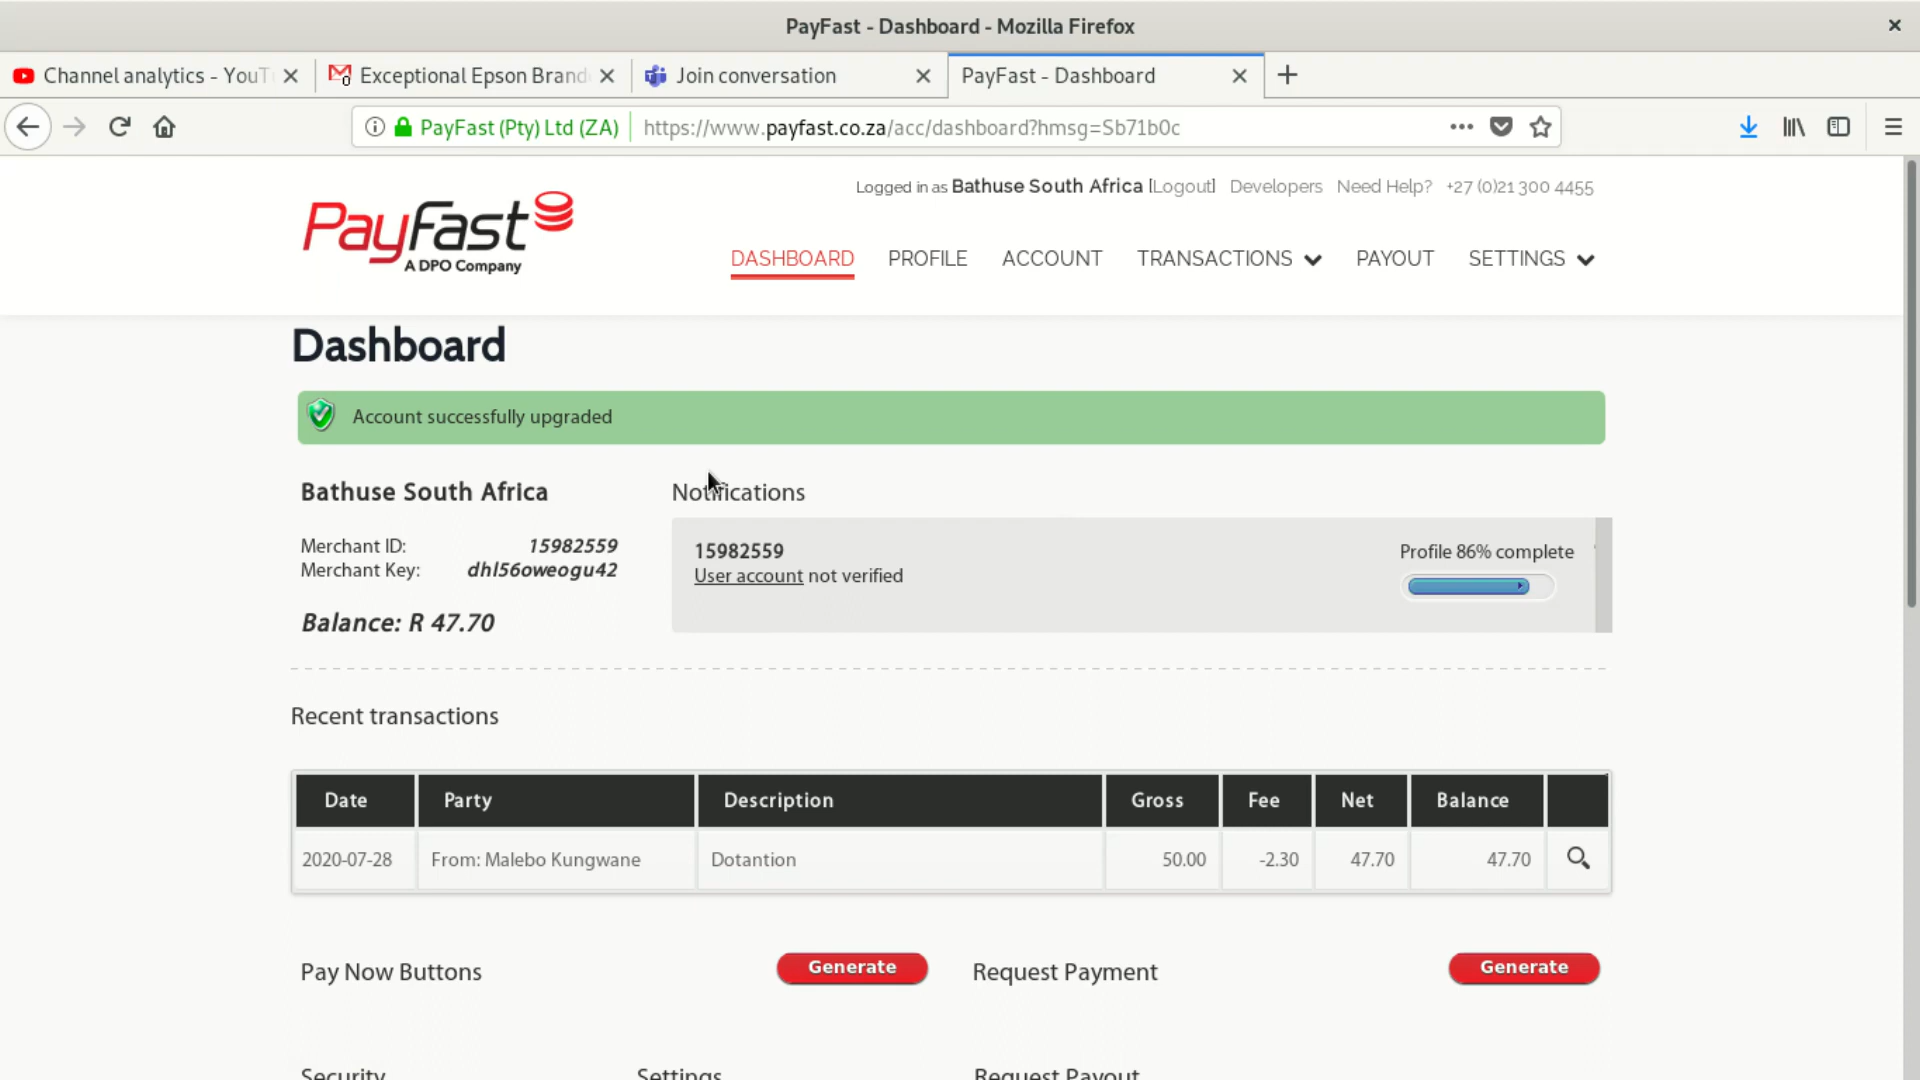 PayFast - Dashboard - Mozilla Firefox
Channel analytics - YouT
Exceptional Epson Brand
Join conversation
PayFast - Dashboard
PayFast (Pty) Ltd (ZA)
https://www.payfast.co.za/acc/dashboard?hmsg=Sb71b0c
Logged in as Bathuse South Africa [Logout] Developers Need Help? +27 (0)21 300 4455
PayFast
A DPO Company
DASHBOARD PROFILE ACCOUNT TRANSACTIONS PAYOUT SETTINGS
Dashboard
Account successfully upgraded
Bathuse South Africa
Merchant ID: 15982559
Merchant Key: dhl56oweogu42
Balance: R 47.70
Notifications
15982559
User account not verified
Profile 86% complete
Recent transactions
Date Party Description Gross Fee Net Balance
2020-07-28 From: Malebo Kungwane Dotantion 50.00 -2.30 47.70 47.70
Pay Now Buttons Generate Request Payment Generate
Security Settings Request Payout